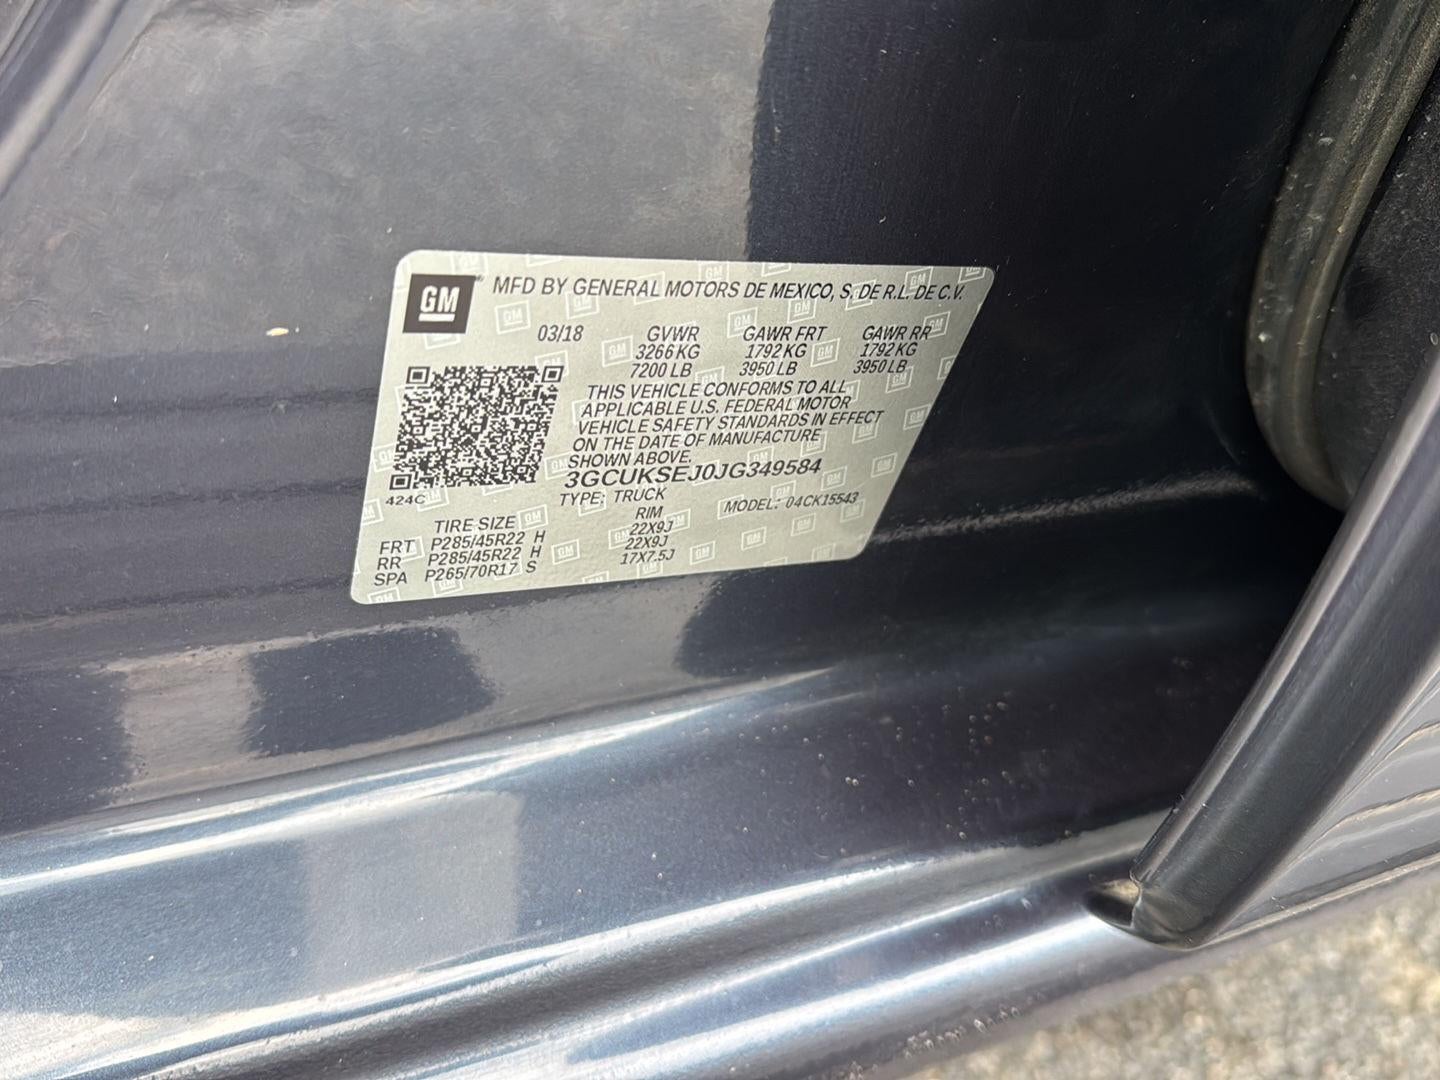 GM MFD BY GENERAL MOTORS DE MEXICO, S. DE R.L. DE C.V.
03/18 GVWR GAWR FRT GAWR RR
3266 KG 1792 KG 1792 KG
7200 LB 3950 LB 3950 LB
THIS VEHICLE CONFORMS TO ALL
APPLICABLE U.S. FEDERAL MOTOR
VEHICLE SAFETY STANDARDS IN EFFECT
ON THE DATE OF MANUFACTURE
SHOWN ABOVE.
3GCUKSEJ0JG349584
424C
TYPE: TRUCK MODEL: 04CK15543
TIRE SIZE RIM
FRT P285/45R22 H 22X9J
RR P285/45R22 H 22X9J
SPA P265/70R17 S 17X7.5J